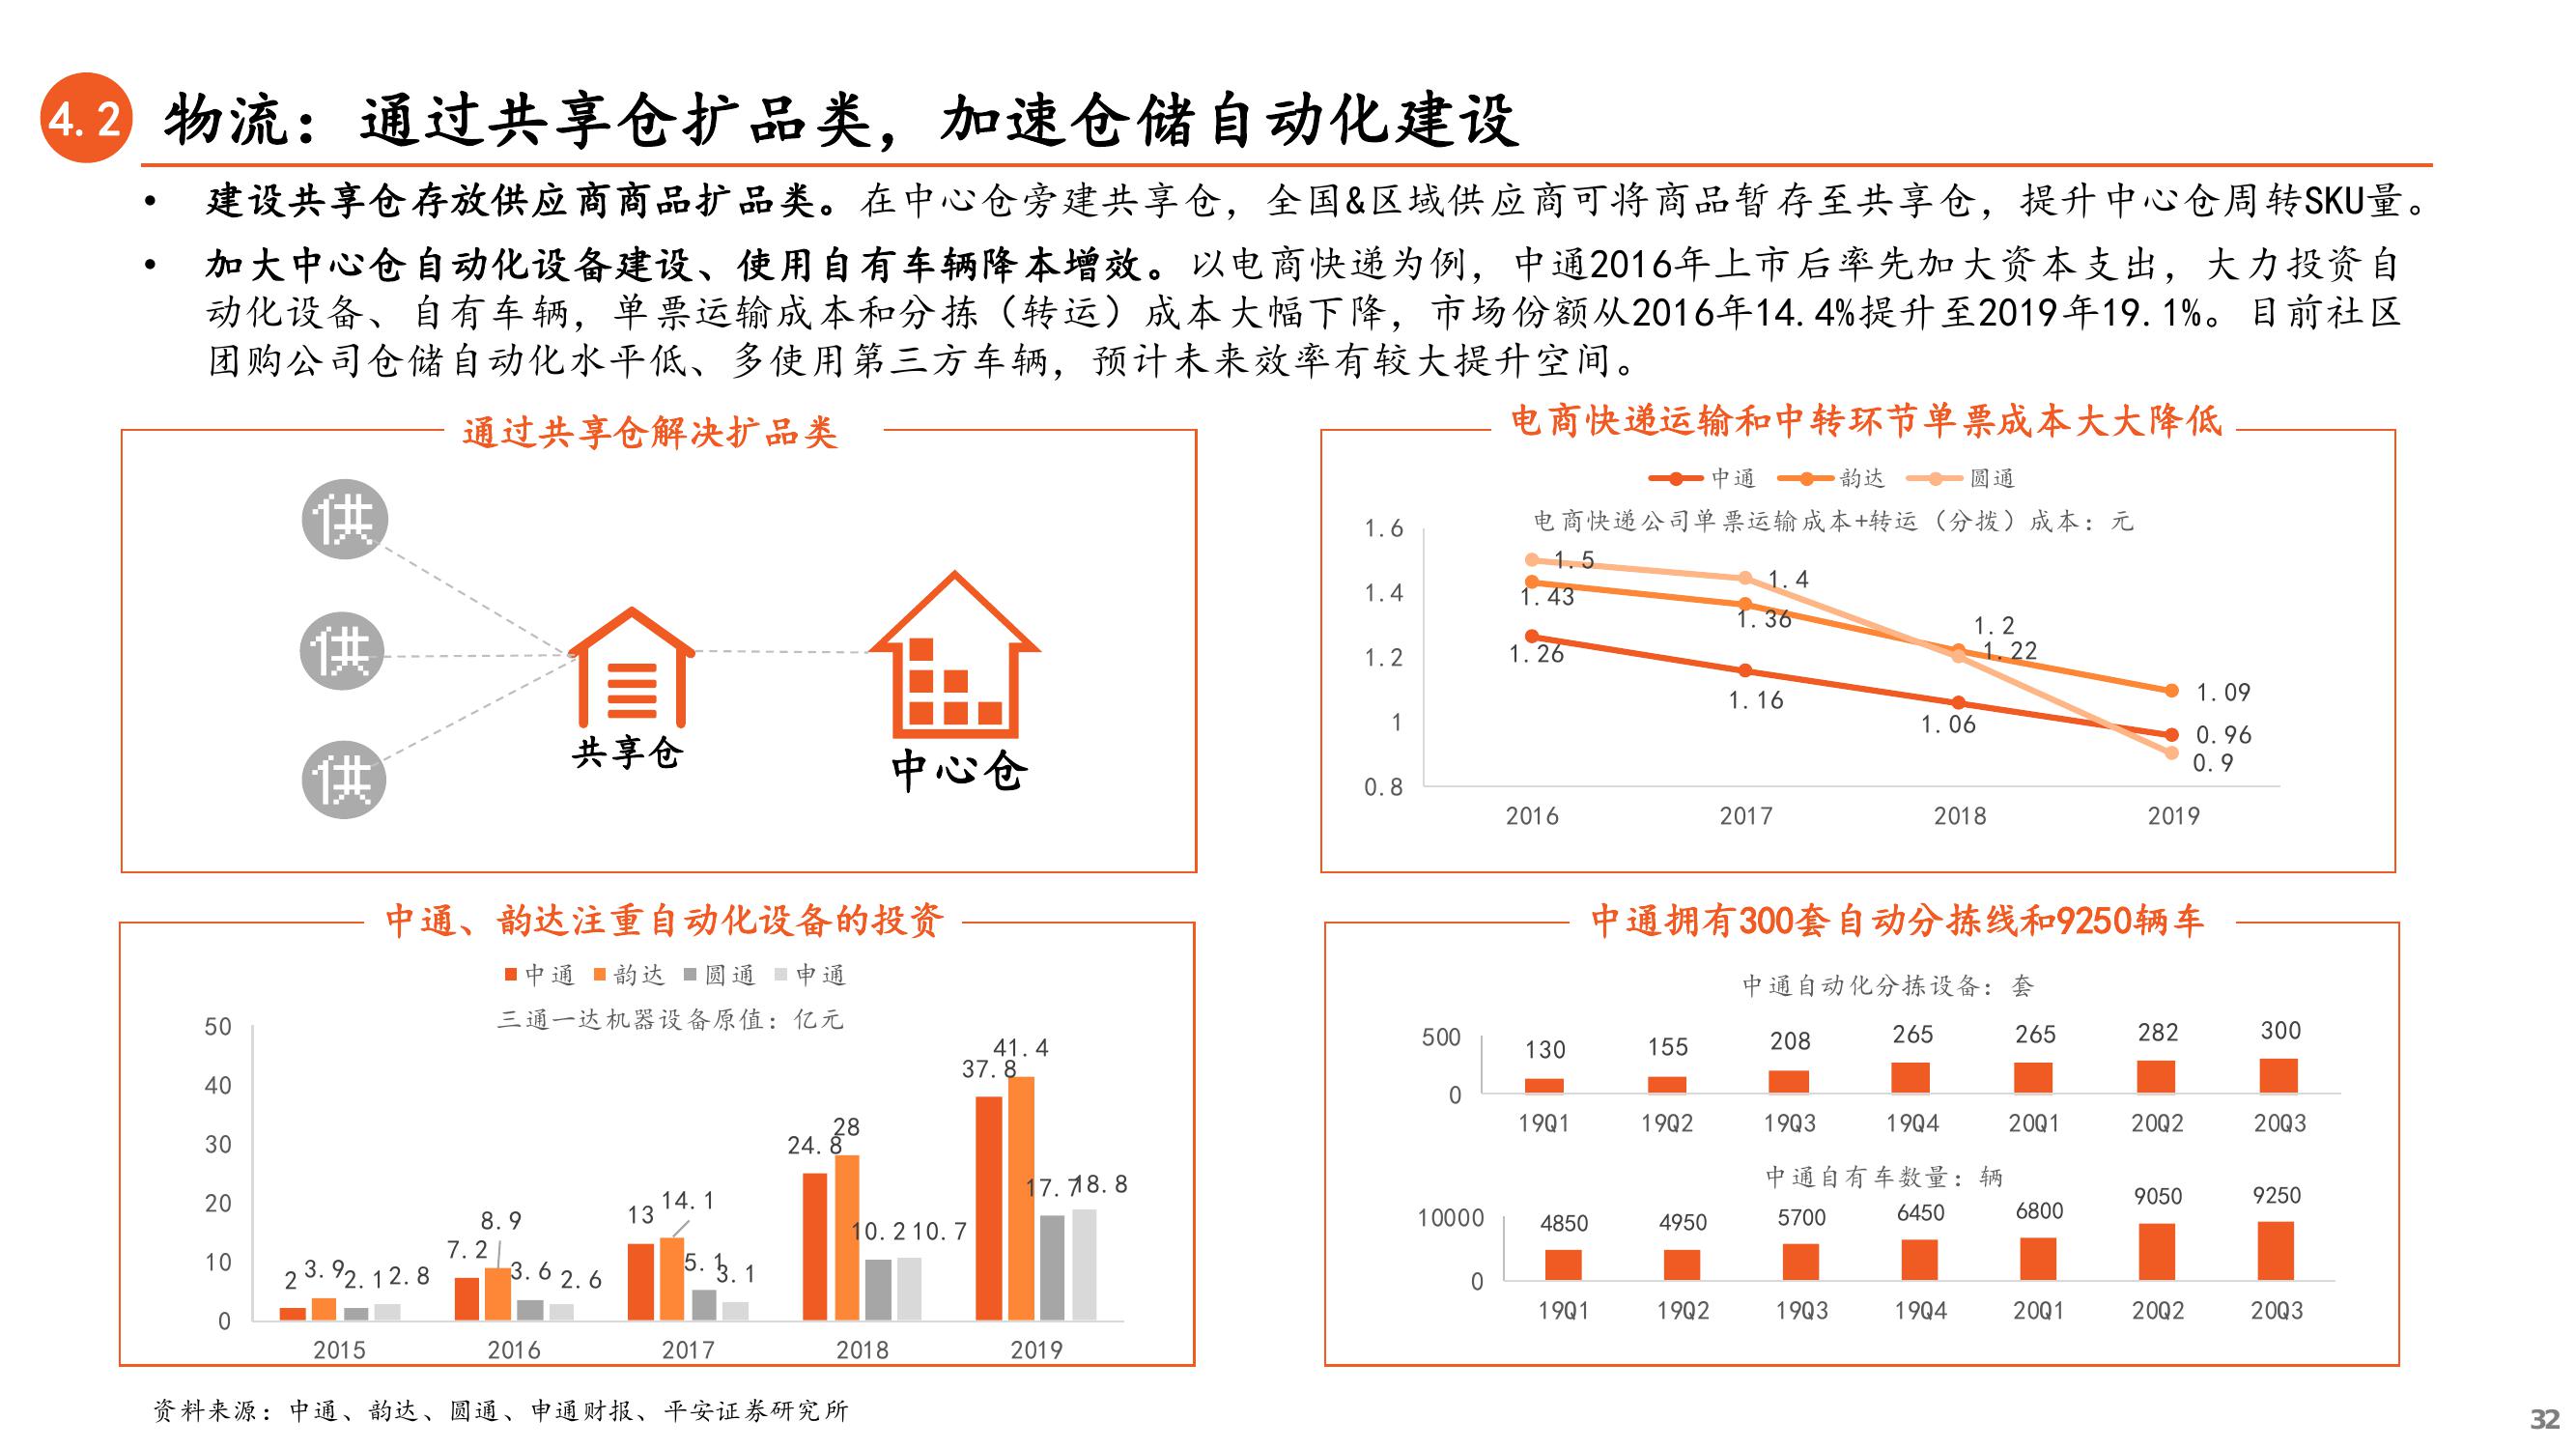 4.2 物流：通过共享仓扩品类，加速仓储自动化建设
• 建设共享仓存放供应商商品扩品类。在中心仓旁建共享仓，全国&区域供应商可将商品暂存至共享仓，提升中心仓周转SKU量。
• 加大中心仓自动化设备建设、使用自有车辆降本增效。以电商快递为例，中通2016年上市后率先加大资本支出，大力投资自
动化设备、自有车辆，单票运输成本和分拣（转运）成本大幅下降，市场份额从2016年14.4%提升至2019年19.1%。目前社区
团购公司仓储自动化水平低、多使用第三方车辆，预计未来效率有较大提升空间。
通过共享仓解决扩品类
供
供
供
共享仓
中心仓
电商快递运输和中转环节单票成本大大降低
中通 韵达 圆通
电商快递公司单票运输成本+转运（分拨）成本：元
1.6
1.4
1.2
1
0.8
1.5
1.4
1.2
0.9
1.43
1.36
1.22
1.09
1.26
1.16
1.06
0.96
2016 2017 2018 2019
中通、韵达注重自动化设备的投资
中通 韵达 圆通 申通
三通一达机器设备原值：亿元
50
40
30
20
10
0
2 3.9 2.1 2.8
7.2 8.9 3.6 2.6
13 14.1 5.1 3.1
24.8 28 10.2 10.7
37.8 41.4 17.7 18.8
2015 2016 2017 2018 2019
中通拥有300套自动分拣线和9250辆车
中通自动化分拣设备：套
500
0
130 155 208 265 265 282 300
19Q1 19Q2 19Q3 19Q4 20Q1 20Q2 20Q3
中通自有车数量：辆
10000
0
4850 4950 5700 6450 6800 9050 9250
19Q1 19Q2 19Q3 19Q4 20Q1 20Q2 20Q3
资料来源：中通、韵达、圆通、申通财报、平安证券研究所
32